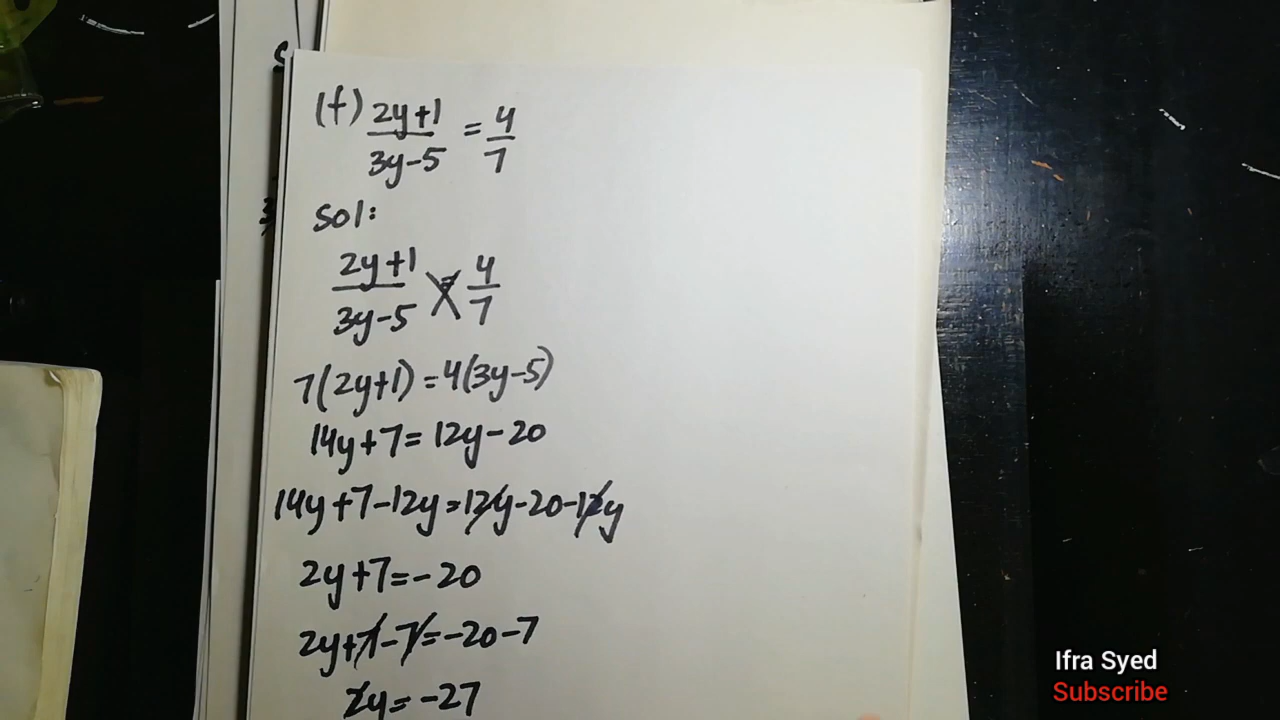 (f) 2y+1/3y-5 = 4/7
Sol:
2y+1/3y-5 = 4/7
7(2y+1)=4(3y-5)
14y+7=12y-20
14y+7-12y=12y-20-12y
2y+7=-20
2y+7-7=-20-7
2y=-27
Ifra Syed
Subscribe